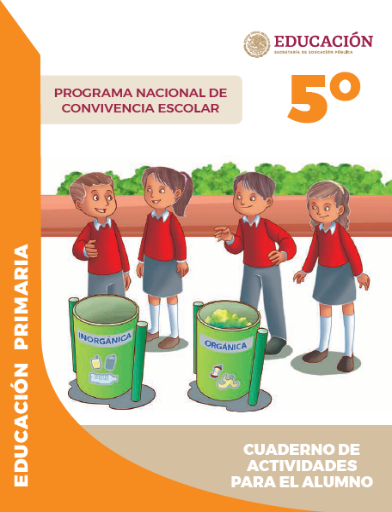 EDUCACIÓN
SECRETARÍA DE EDUCACIÓN PÚBLICA
PROGRAMA NACIONAL DE
CONVIVENCIA ESCOLAR
5º
INORGÁNICA
ORGÁNICA
EDUCACIÓN PRIMARIA
CUADERNO DE
ACTIVIDADES
PARA EL ALUMNO